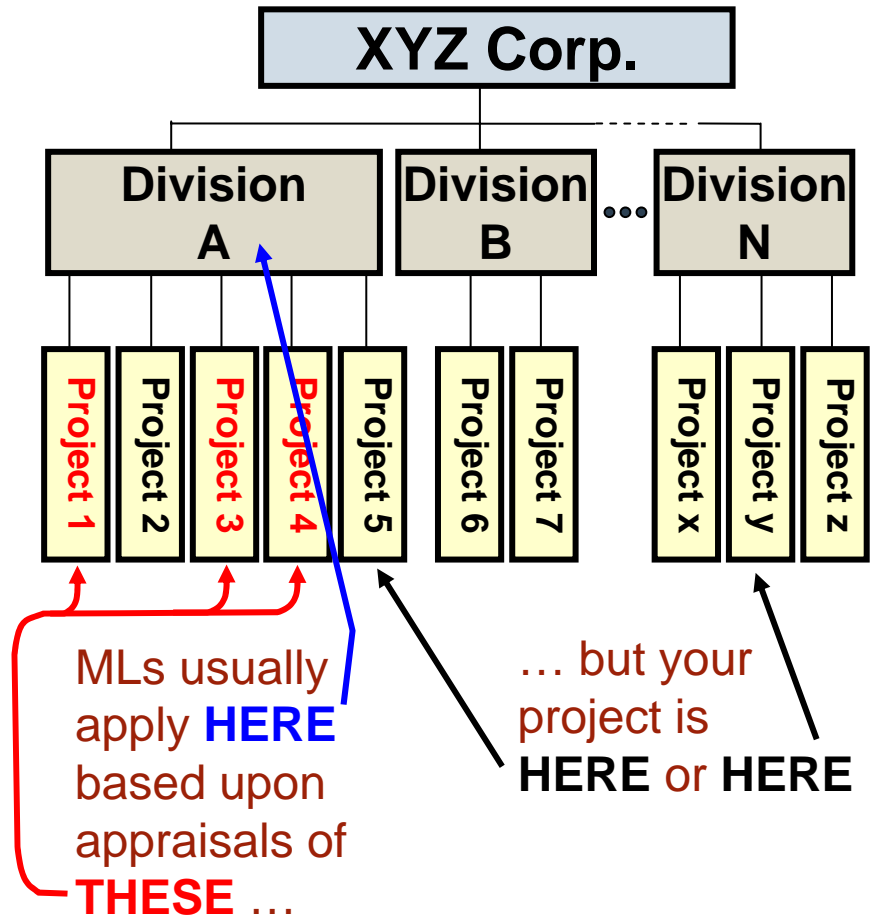 XYZ Corp.
Division
A
Division
B
Division
N
Project 1
Project 2
Project 3
Project 4
Project 5
Project 6
Project 7
Project x
Project y
Project z
MLs usually
apply HERE
based upon
appraisals of
THESE …
… but your
project is
HERE or HERE